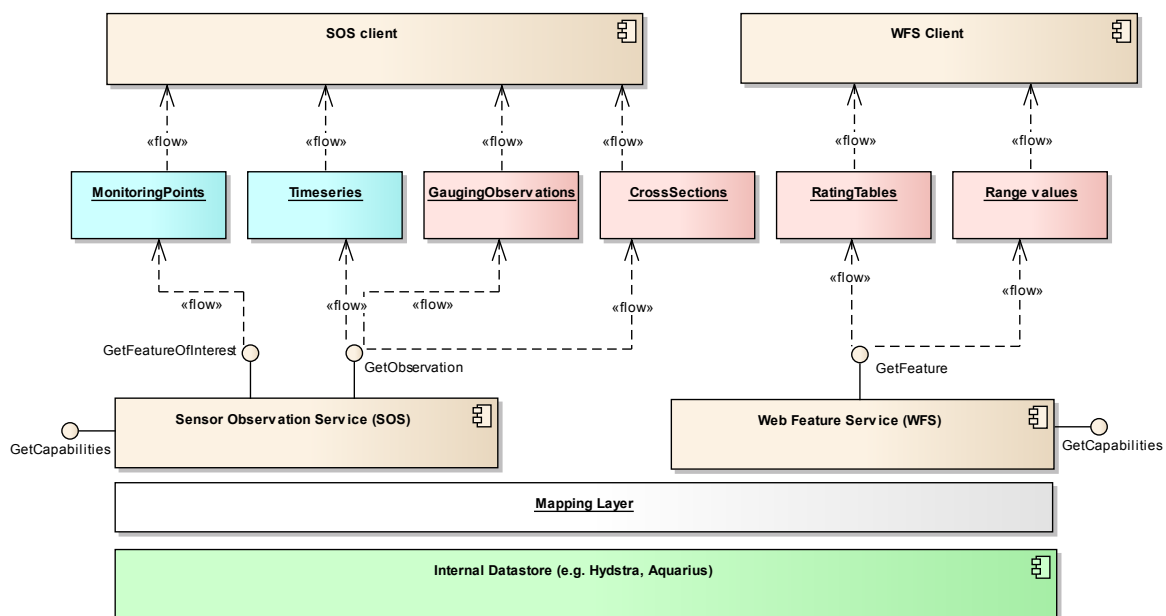 SOS client
WFS Client
«flow»
«flow»
«flow»
«flow»
«flow»
«flow»
MonitoringPoints
Timeseries
GaugingObservations
CrossSections
RatingTables
Range values
«flow»
«flow»
«flow»
«flow»
«flow»
«flow»
GetFeatureOfInterest
GetObservation
GetFeature
Sensor Observation Service (SOS)
Web Feature Service (WFS)
GetCapabilities
GetCapabilities
Mapping Layer
Internal Datastore (e.g. Hydstra, Aquarius)